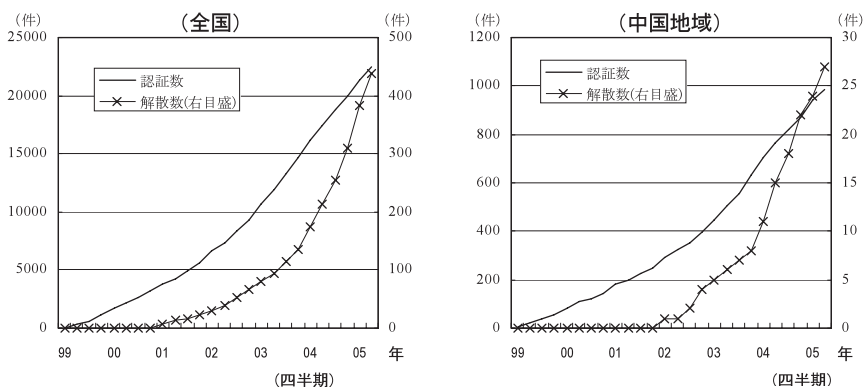 （全国）
（件）
（件）
25000
20000
15000
10000
5000
0
500
400
300
200
100
0
認証数
解散数(右目盛)
99
00
01
02
03
04
05
年
（四半期）
（中国地域）
（件）
（件）
1200
1000
800
600
400
200
0
30
25
20
15
10
5
0
認証数
解散数(右目盛)
99
00
01
02
03
04
05
年
（四半期）